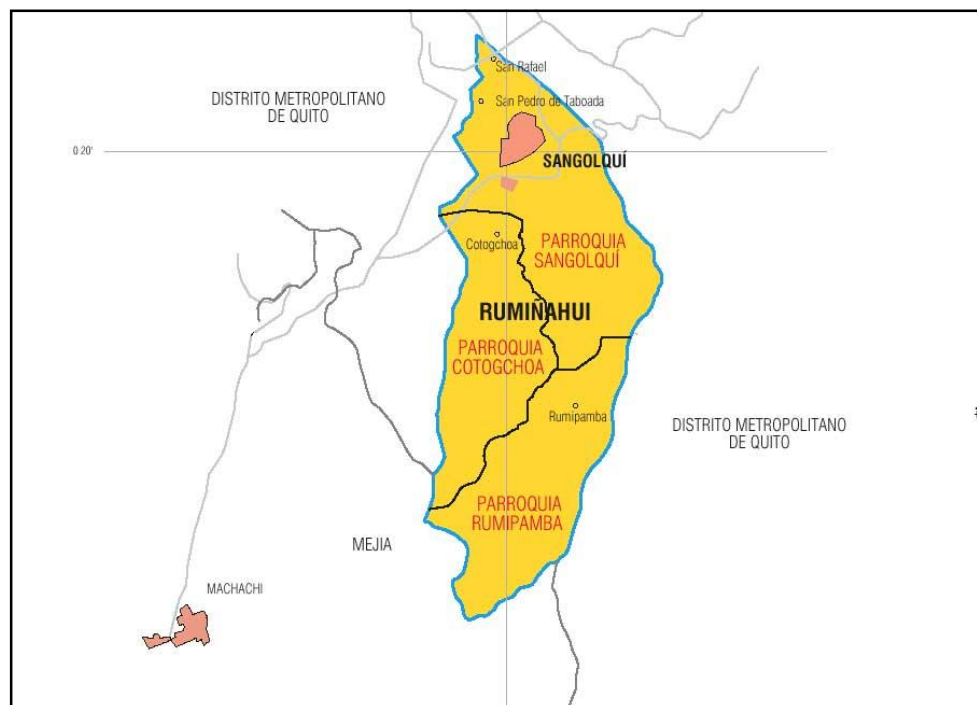 San Rafael
DISTRITO METROPOLITANO
DE QUITO
San Pedro de Taboada
0 20'
SANGOLQUÍ
Cotogchoa
PARROQUIA
SANGOLQUÍ
RUMIÑAHUI
PARROQUIA
COTOGCHOA
Rumipamba
DISTRITO METROPOLITANO
DE QUITO
PARROQUIA
RUMIPAMBA
MEJIA
MACHACHI